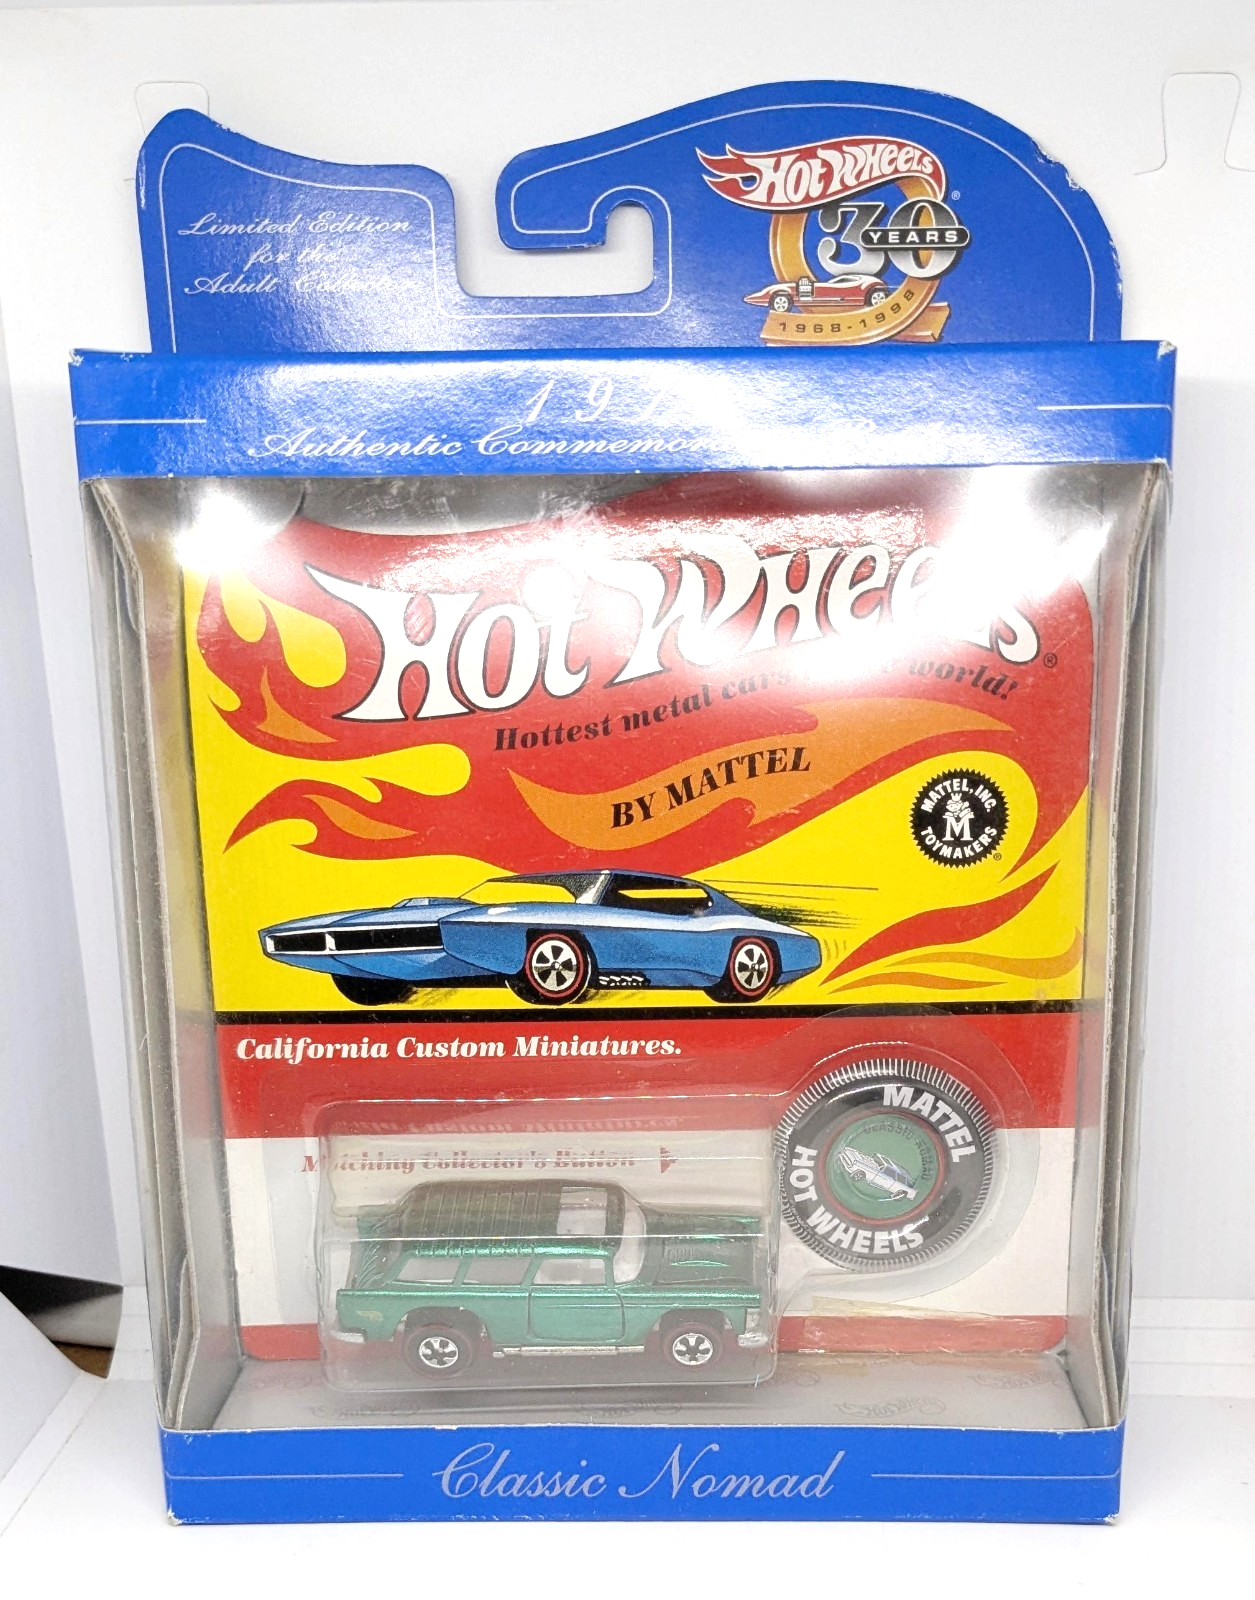 Limited Edition
for the
Adult Collector
Hot Wheels®
30
YEARS
1968-1998
Authentic
Hot Wheels®
Hottest metal cars world!
BY MATTEL
MATTEL, INC.
M
TOYMAKERS®
California Custom Miniatures.
Matching Collector's Button
MATTEL
HOT WHEELS
Classic Nomad